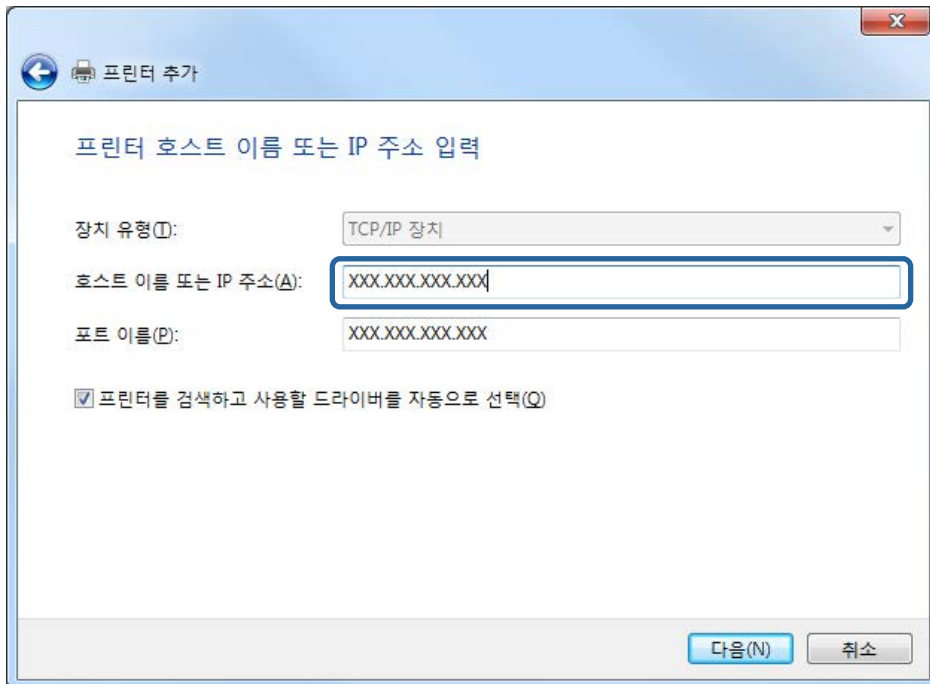 프린터 추가
프린터 호스트 이름 또는 IP 주소 입력
장치 유형(T): TCP/IP 장치
호스트 이름 또는 IP 주소(A): XXX.XXX.XXX.XXX
포트 이름(P): XXX.XXX.XXX.XXX
프린터를 검색하고 사용할 드라이버를 자동으로 선택(Q)
다음(N) 취소